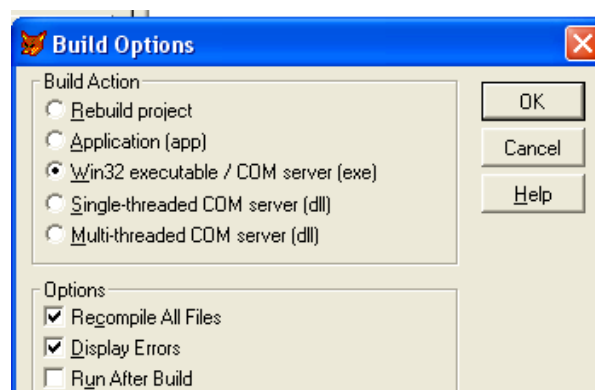 Build Options
Build Action
Rebuild project
Application (app)
Win32 executable / COM server (exe)
Single-threaded COM server (dll)
Multi-threaded COM server (dll)
OK
Cancel
Help
Options
Recompile All Files
Display Errors
Run After Build